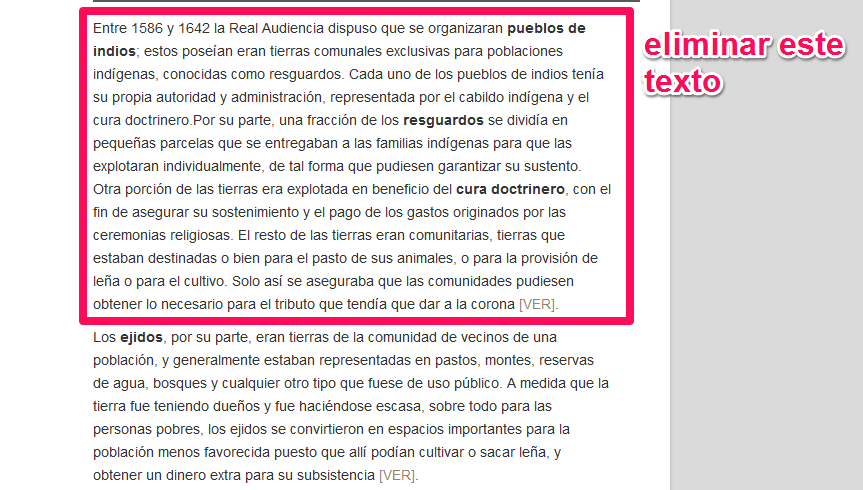 Entre 1586 y 1642 la Real Audiencia dispuso que se organizaran pueblos de
indios; estos poseían eran tierras comunales exclusivas para poblaciones
indígenas, conocidas como resguardos. Cada uno de los pueblos de indios tenía
su propia autoridad y administración, representada por el cabildo indígena y el
cura doctrinero.Por su parte, una fracción de los resguardos se dividía en
pequeñas parcelas que se entregaban a las familias indígenas para que las
explotaran individualmente, de tal forma que pudiesen garantizar su sustento.
Otra porción de las tierras era explotada en beneficio del cura doctrinero, con el
fin de asegurar su sostenimiento y el pago de los gastos originados por las
ceremonias religiosas. El resto de las tierras eran comunitarias, tierras que
estaban destinadas o bien para el pasto de sus animales, o para la provisión de
leña o para el cultivo. Solo así se aseguraba que las comunidades pudiesen
obtener lo necesario para el tributo que tendía que dar a la corona [VER].
eliminar este
texto
Los ejidos, por su parte, eran tierras de la comunidad de vecinos de una
población, y generalmente estaban representadas en pastos, montes, reservas
de agua, bosques y cualquier otro tipo que fuese de uso público. A medida que la
tierra fue teniendo dueños y fue haciéndose escasa, sobre todo para las
personas pobres, los ejidos se convirtieron en espacios importantes para la
población menos favorecida puesto que allí podían cultivar o sacar leña, y
obtener un dinero extra para su subsistencia [VER].